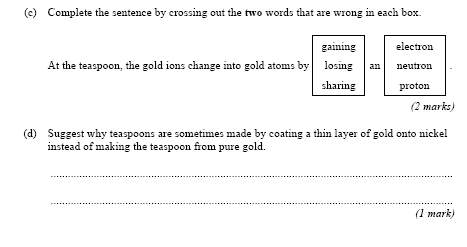 (c) Complete the sentence by crossing out the two words that are wrong in each box.
gaining electron
At the teaspoon, the gold ions change into gold atoms by losing an neutron .
sharing proton
(2 marks)
(d) Suggest why teaspoons are sometimes made by coating a thin layer of gold onto nickel
instead of making the teaspoon from pure gold.
(1 mark)